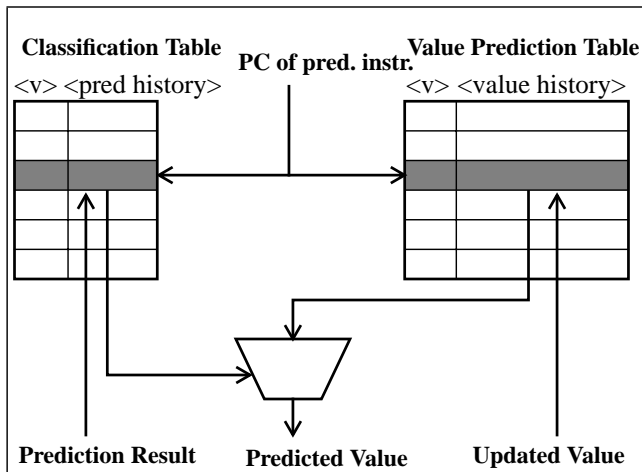 Classification Table
Value Prediction Table
PC of pred. instr.
<v> <pred history>
<v> <value history>
Prediction Result
Predicted Value
Updated Value